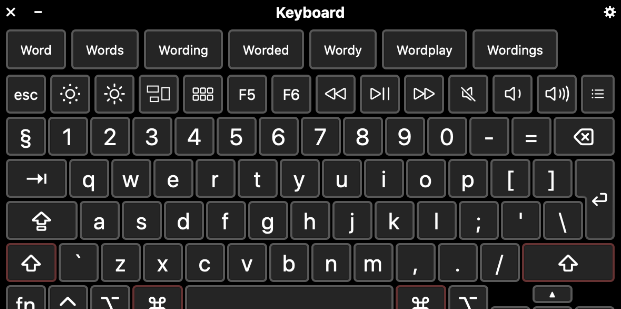 Keyboard
Word Words Wording Worded Wordy Wordplay Wordings
esc F5 F6
§ 1 2 3 4 5 6 7 8 9 0 - =
q w e r t y u i o p [ ]
a s d f g h j k l ; ' \
` z x c v b n m , . /
fn